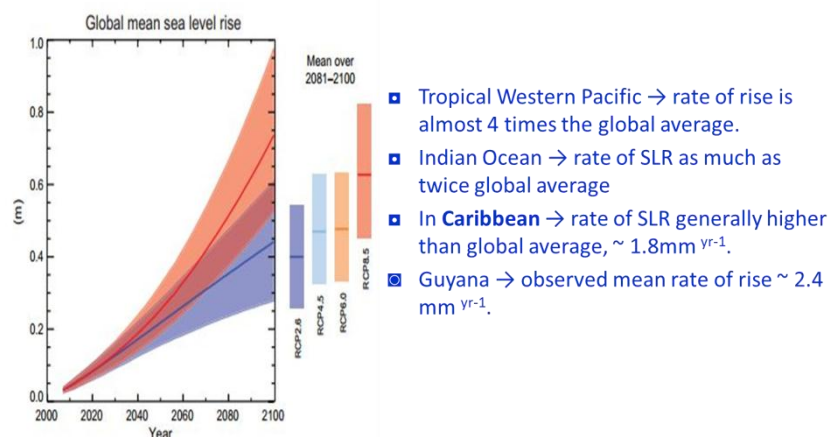 Global mean sea level rise
1.0
0.8
0.6
0.4
0.2
0.0
(m)
2000 2020 2040 2060 2080 2100
Year
Mean over
2081–2100
RCP2.6
RCP4.5
RCP6.0
RCP8.5
Tropical Western Pacific → rate of rise is
almost 4 times the global average.
Indian Ocean → rate of SLR as much as
twice global average
In Caribbean → rate of SLR generally higher
than global average, ~ 1.8mm yr-1.
Guyana → observed mean rate of rise ~ 2.4
mm yr-1.